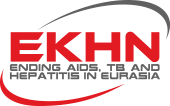 EKHN
ENDING AIDS, TB AND
HEPATITIS IN EURASIA